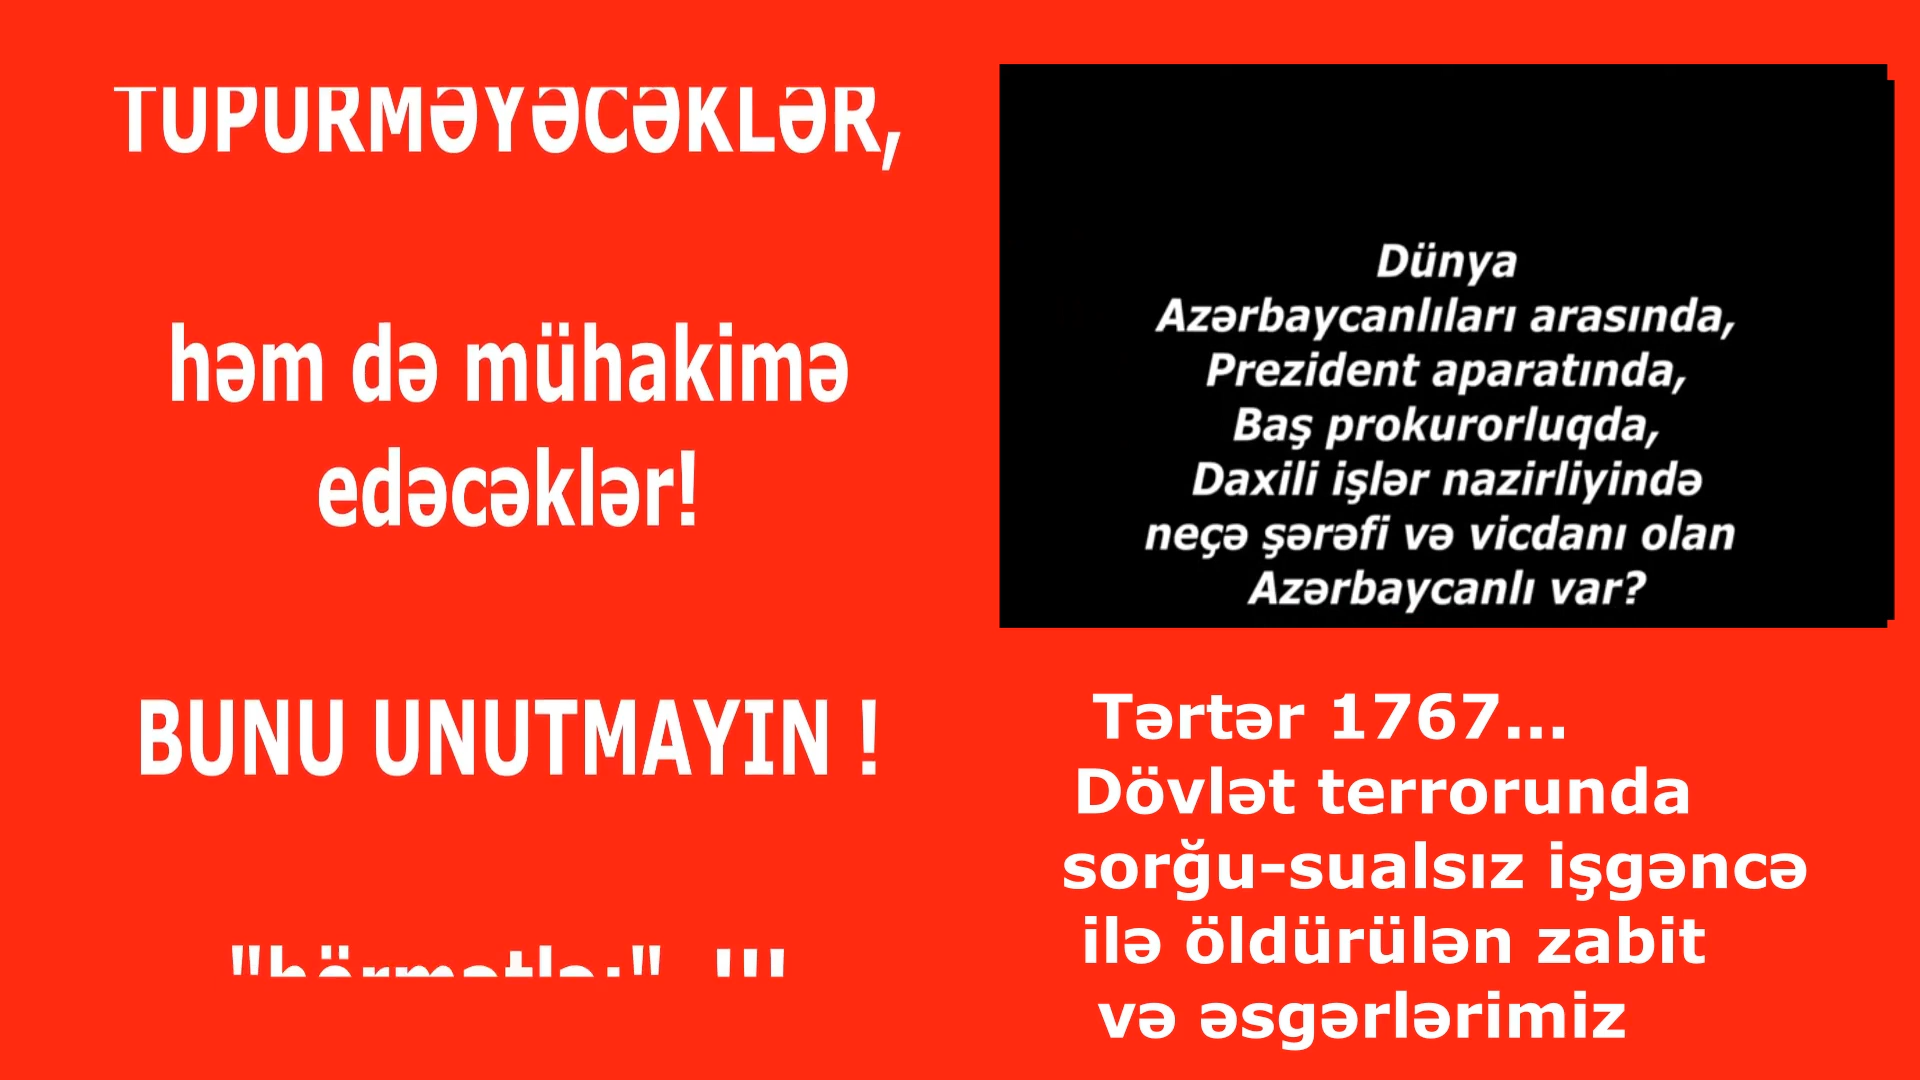 TÜPÜRMƏYƏCƏKLƏR,
həm də mühakimə
edəcəklər!
BUNU UNUTMAYIN !
Dünya
Azərbaycanlıları arasında,
Prezident aparatında,
Baş prokurorluqda,
Daxili işlər nazirliyində
neçə şərəfi və vicdanı olan
Azərbaycanlı var?
Tərtər 1767...
Dövlət terrorunda
sorğu-sualsız işgəncə
ilə öldürülən zabit
və əsgərlərimiz